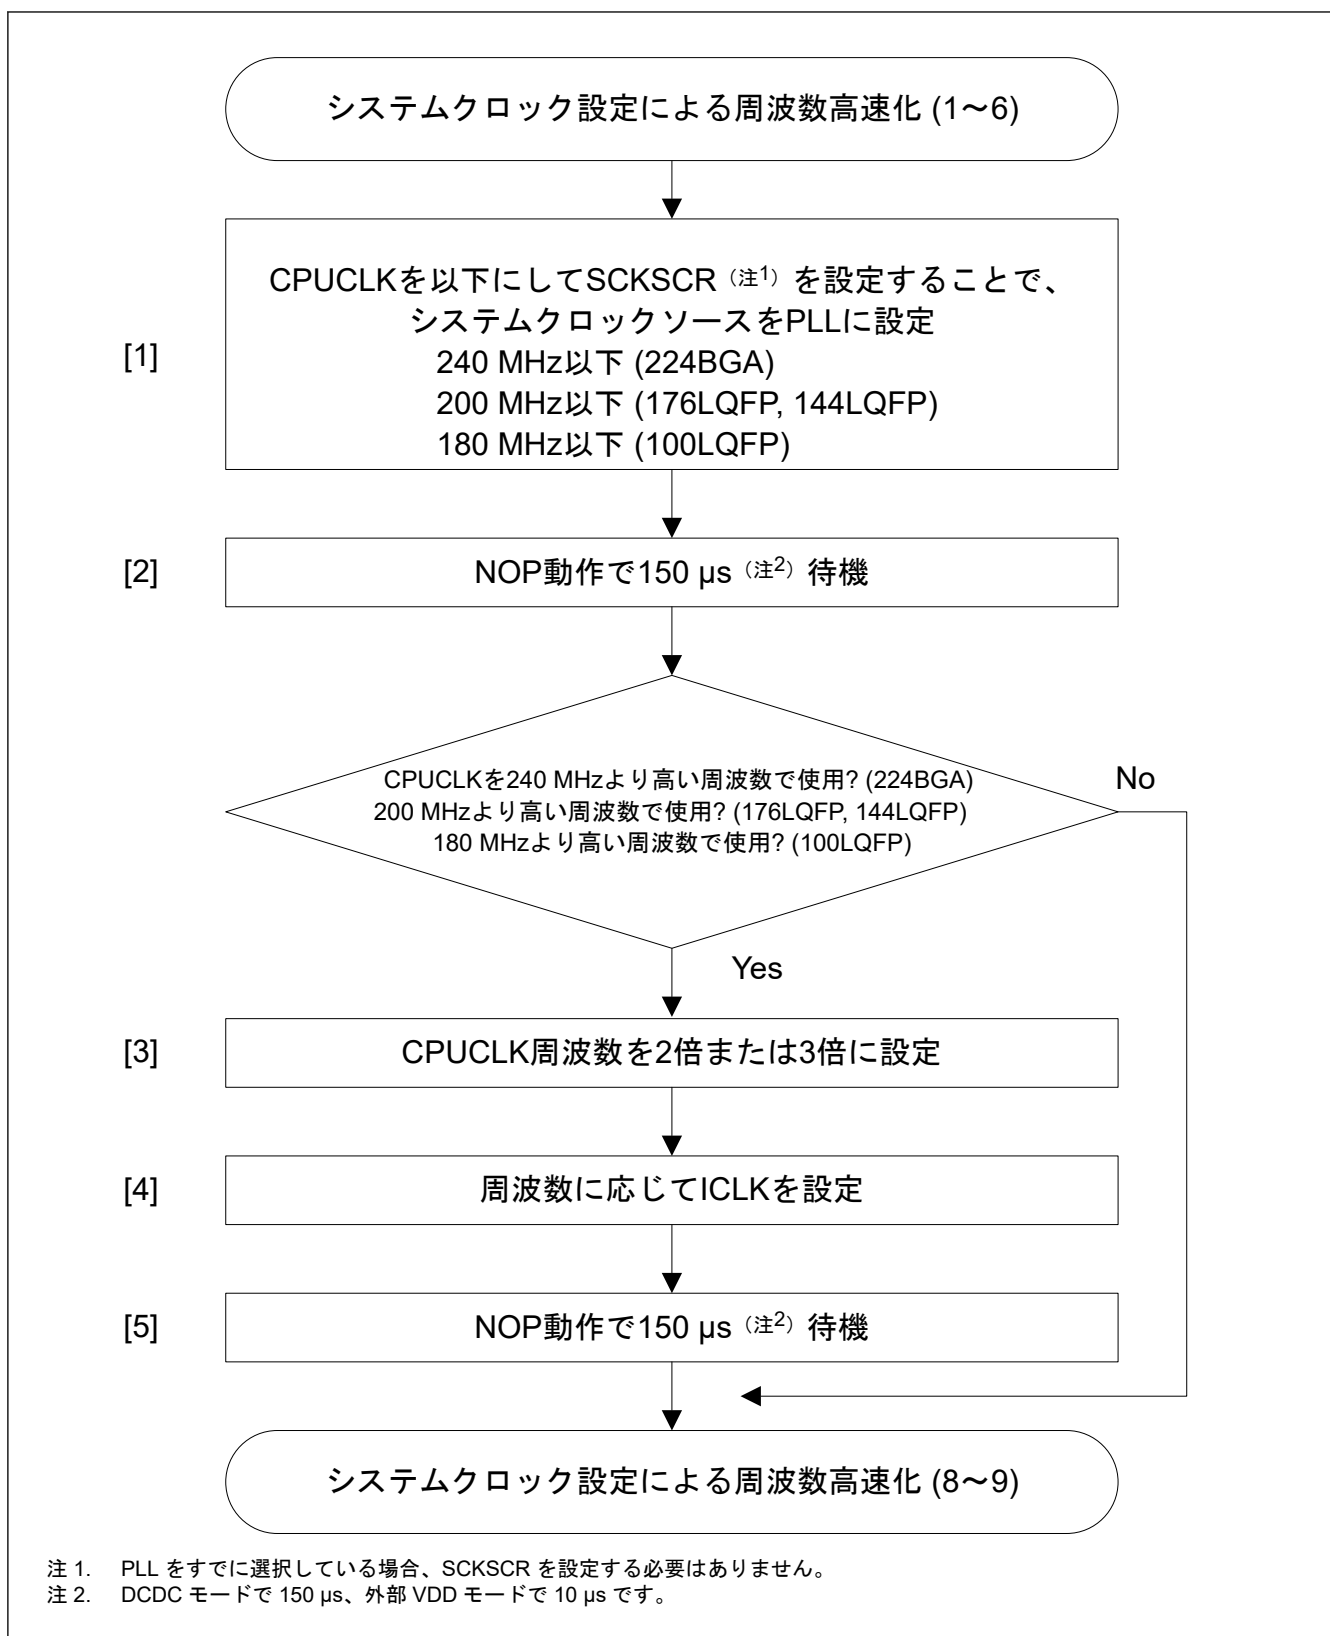 システムクロック設定による周波数高速化 (1～6)
[1]
CPUCLKを以下にしてSCKSCR（注1）を設定することで、
システムクロックソースをPLLに設定
240 MHz以下 (224BGA)
200 MHz以下 (176LQFP, 144LQFP)
180 MHz以下 (100LQFP)
[2]
NOP動作で150 µs（注2）待機
CPUCLKを240 MHzより高い周波数で使用? (224BGA)
200 MHzより高い周波数で使用? (176LQFP, 144LQFP)
180 MHzより高い周波数で使用? (100LQFP)
No
Yes
[3]
CPUCLK周波数を2倍または3倍に設定
[4]
周波数に応じてICLKを設定
[5]
NOP動作で150 µs（注2）待機
システムクロック設定による周波数高速化 (8～9)
注 1. PLL をすでに選択している場合、SCKSCR を設定する必要はありません。
注 2. DCDC モードで 150 µs、外部 VDD モードで 10 µs です。